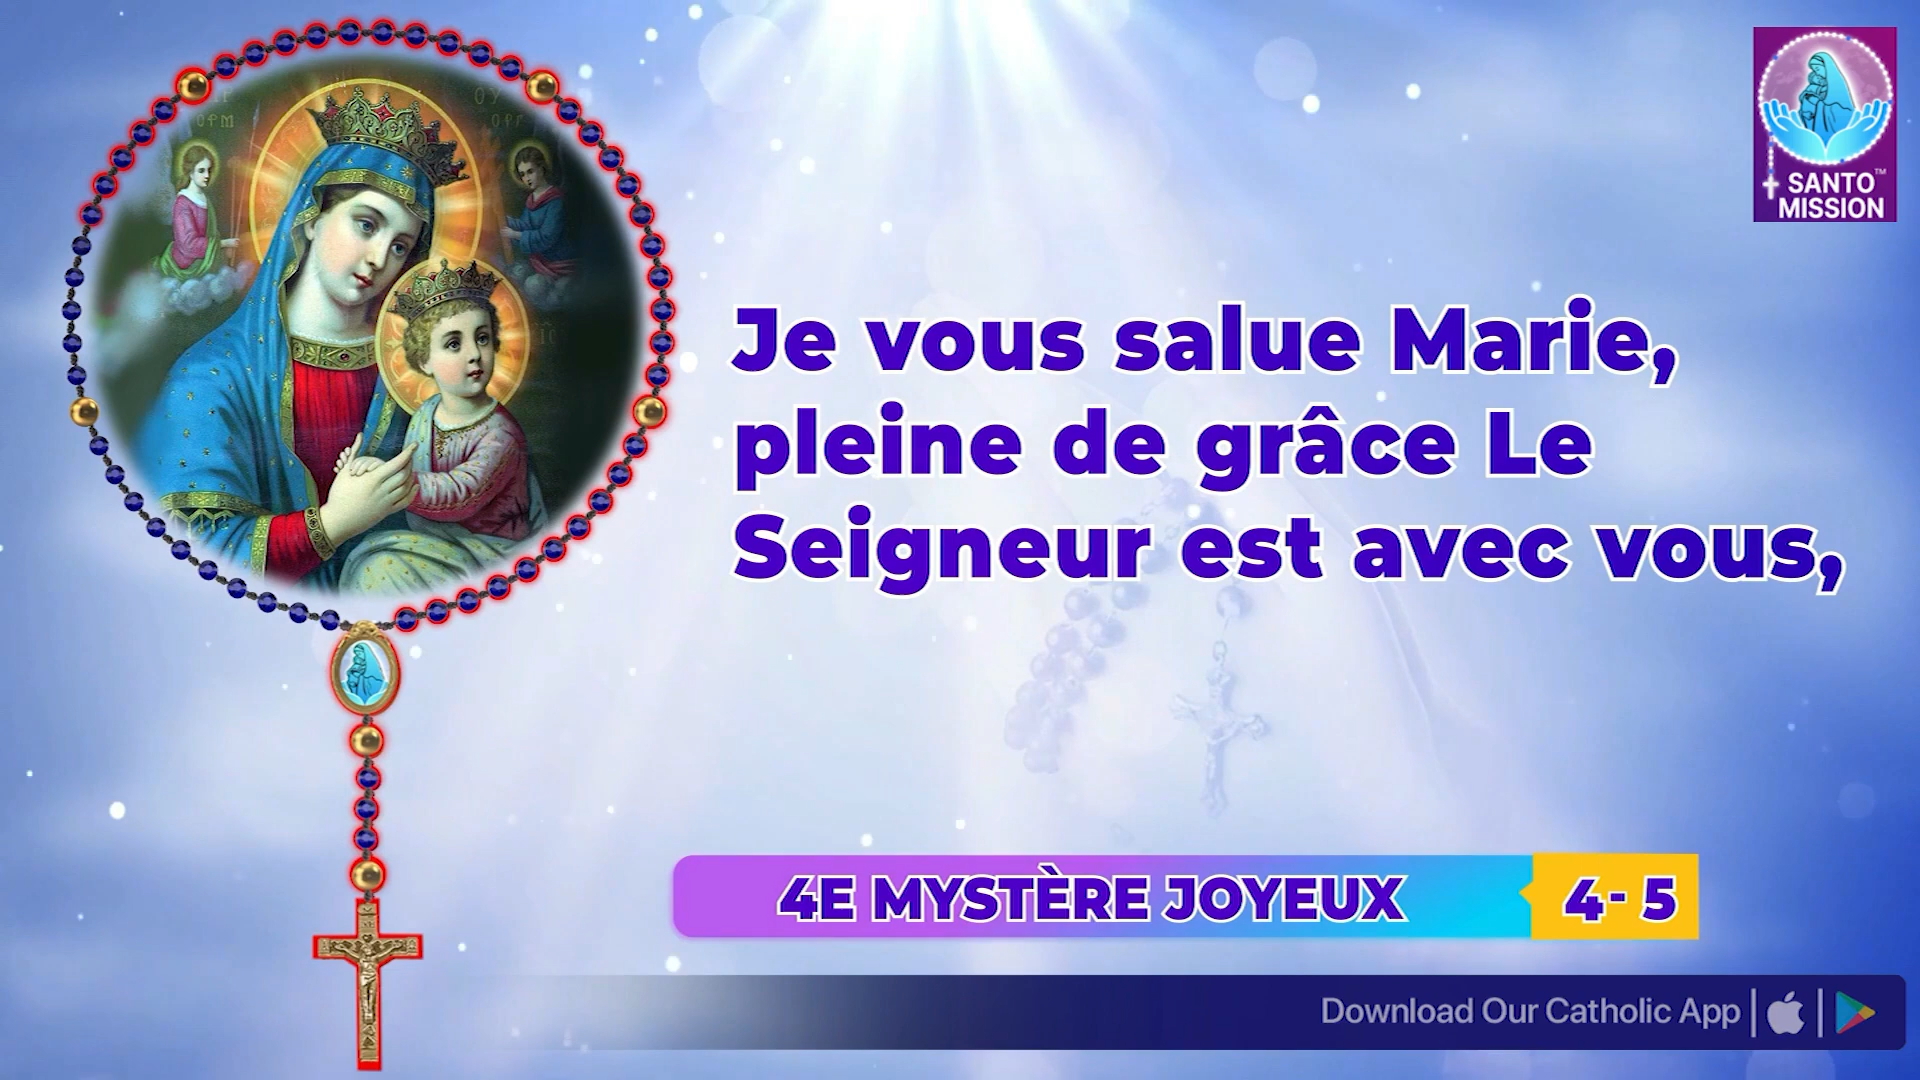 SANTO™
MISSION
Je vous salue Marie,
pleine de grâce Le
Seigneur est avec vous,
4E MYSTÈRE JOYEUX
4- 5
Download Our Catholic App